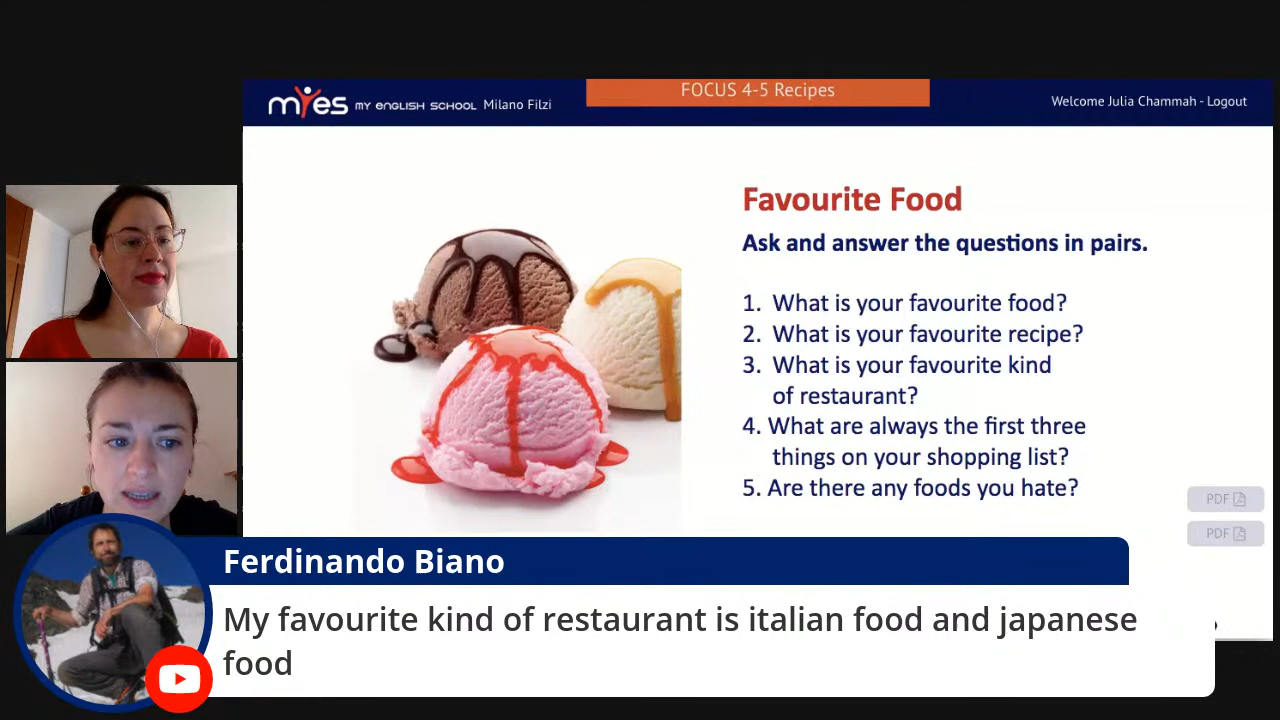 myes MY ENGLISH SCHOOL Milano Filzi
FOCUS 4-5 Recipes
Welcome Julia Chammah - Logout
Favourite Food
Ask and answer the questions in pairs.
1. What is your favourite food?
2. What is your favourite recipe?
3. What is your favourite kind
of restaurant?
4. What are always the first three
things on your shopping list?
5. Are there any foods you hate?
PDF
PDF
Ferdinando Biano
My favourite kind of restaurant is italian food and japanese
food